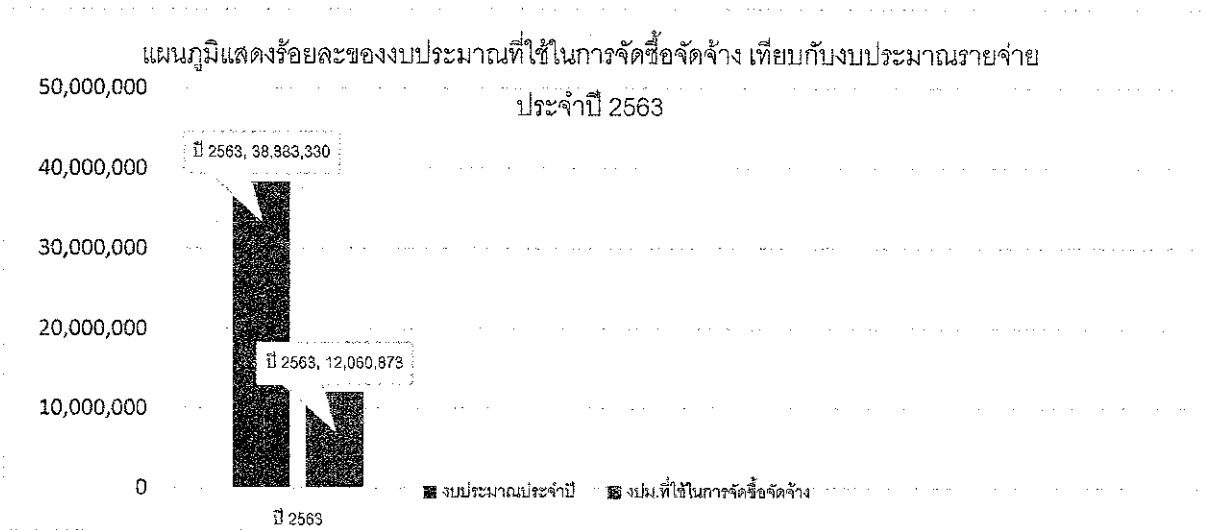 แผนภูมิแสดงร้อยละของงบประมาณที่ใช้ในการจัดซื้อจัดจ้าง เทียบกับงบประมาณรายจ่าย
ประจำปี 2563
50,000,000
40,000,000
30,000,000
20,000,000
10,000,000
0
ปี 2563, 38,383,330
ปี 2563, 12,060,873
ปี 2563
งบประมาณประจำปี
งปม.ที่ใช้ในการจัดซื้อจัดจ้าง